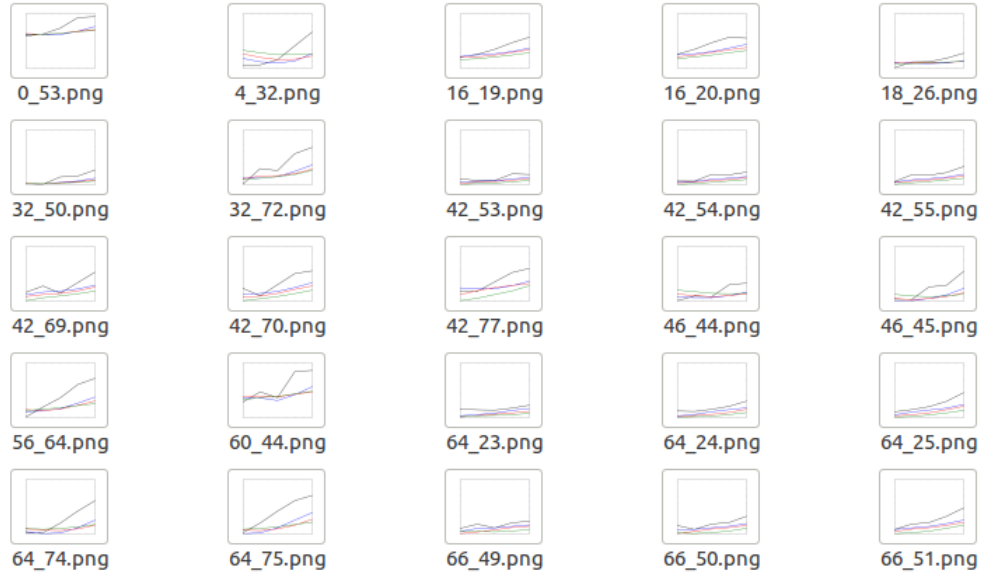 0_53.png 4_32.png 16_19.png 16_20.png 18_26.png
32_50.png 32_72.png 42_53.png 42_54.png 42_55.png
42_69.png 42_70.png 42_77.png 46_44.png 46_45.png
56_64.png 60_44.png 64_23.png 64_24.png 64_25.png
64_74.png 64_75.png 66_49.png 66_50.png 66_51.png